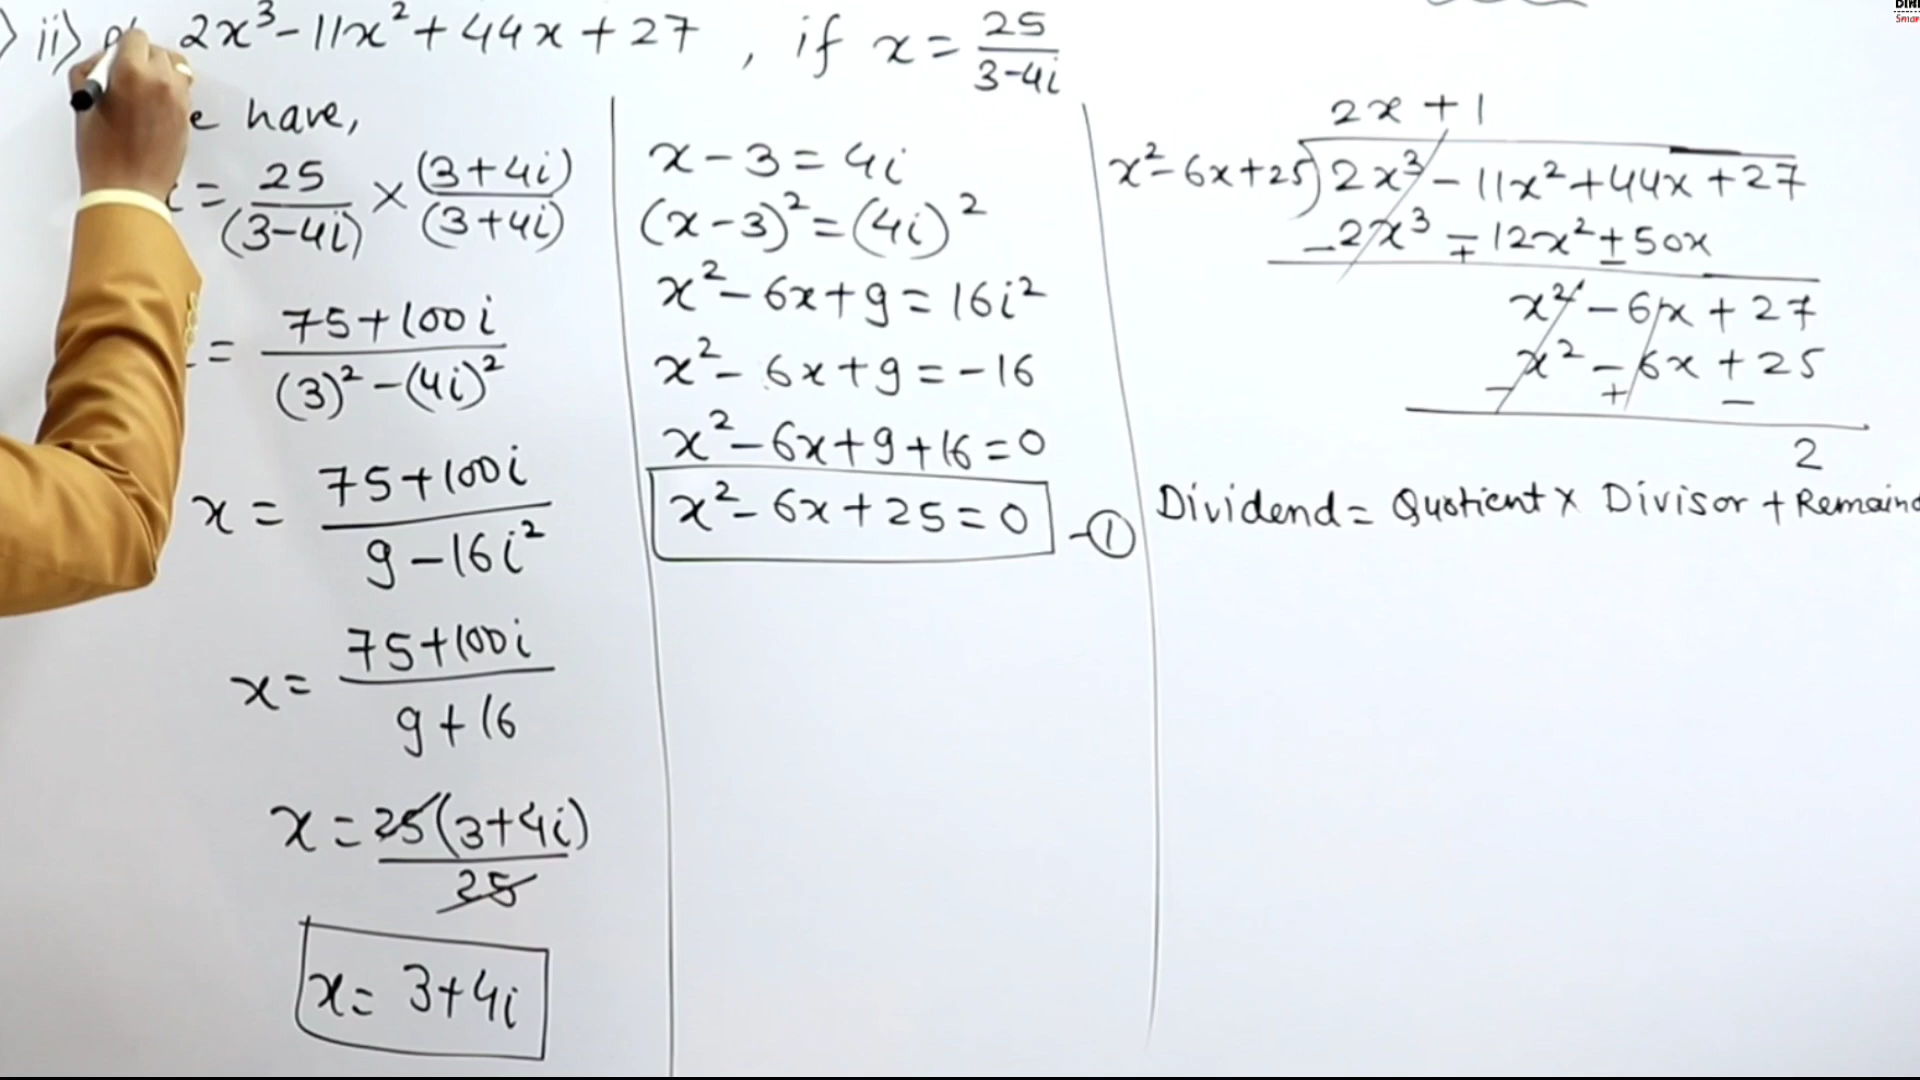 ii) 2x³ - 11x² + 44x + 27 , if x = 25/(3-4i)
have,
= 25/(3-4i) × (3+4i)/(3+4i)
= (75+100i)/((3)² - (4i)²)
x = (75+100i)/(9-16i²)
x = (75+100i)/(9+16)
x = 25(3+4i)/25
x = 3+4i
x - 3 = 4i
(x-3)² = (4i)²
x² - 6x + 9 = 16i²
x² - 6x + 9 = -16
x² - 6x + 9 + 16 = 0
x² - 6x + 25 = 0 - ①
2x + 1
x² - 6x + 25 ) 2x³ - 11x² + 44x + 27
- 2x³ ∓ 12x² ± 50x
x² - 6x + 27
x² - 6x + 25
- + -
2
Dividend = Quotient × Divisor +
Smar